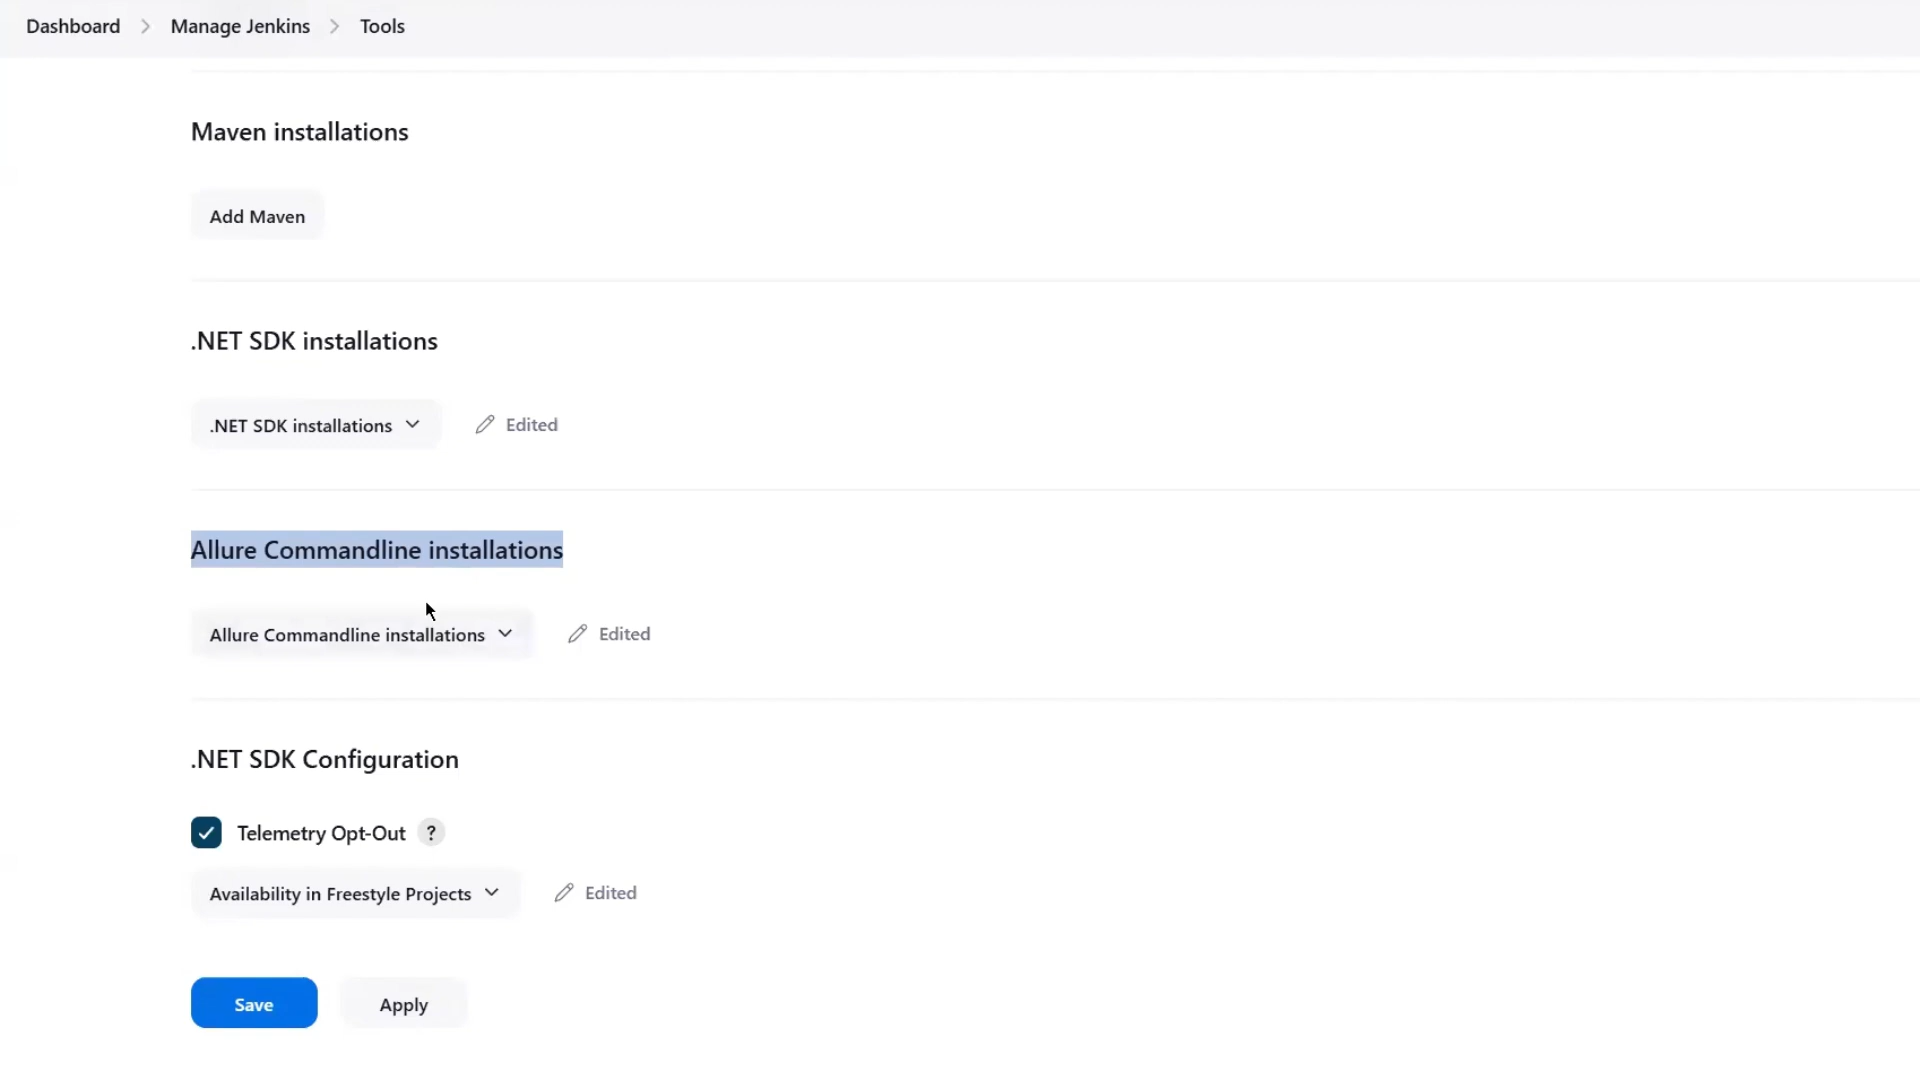 Dashboard > Manage Jenkins > Tools
Maven installations
Add Maven
.NET SDK installations
.NET SDK installations Edited
Allure Commandline installations
Allure Commandline installations Edited
.NET SDK Configuration
Telemetry Opt-Out ?
Availability in Freestyle Projects Edited
Save Apply